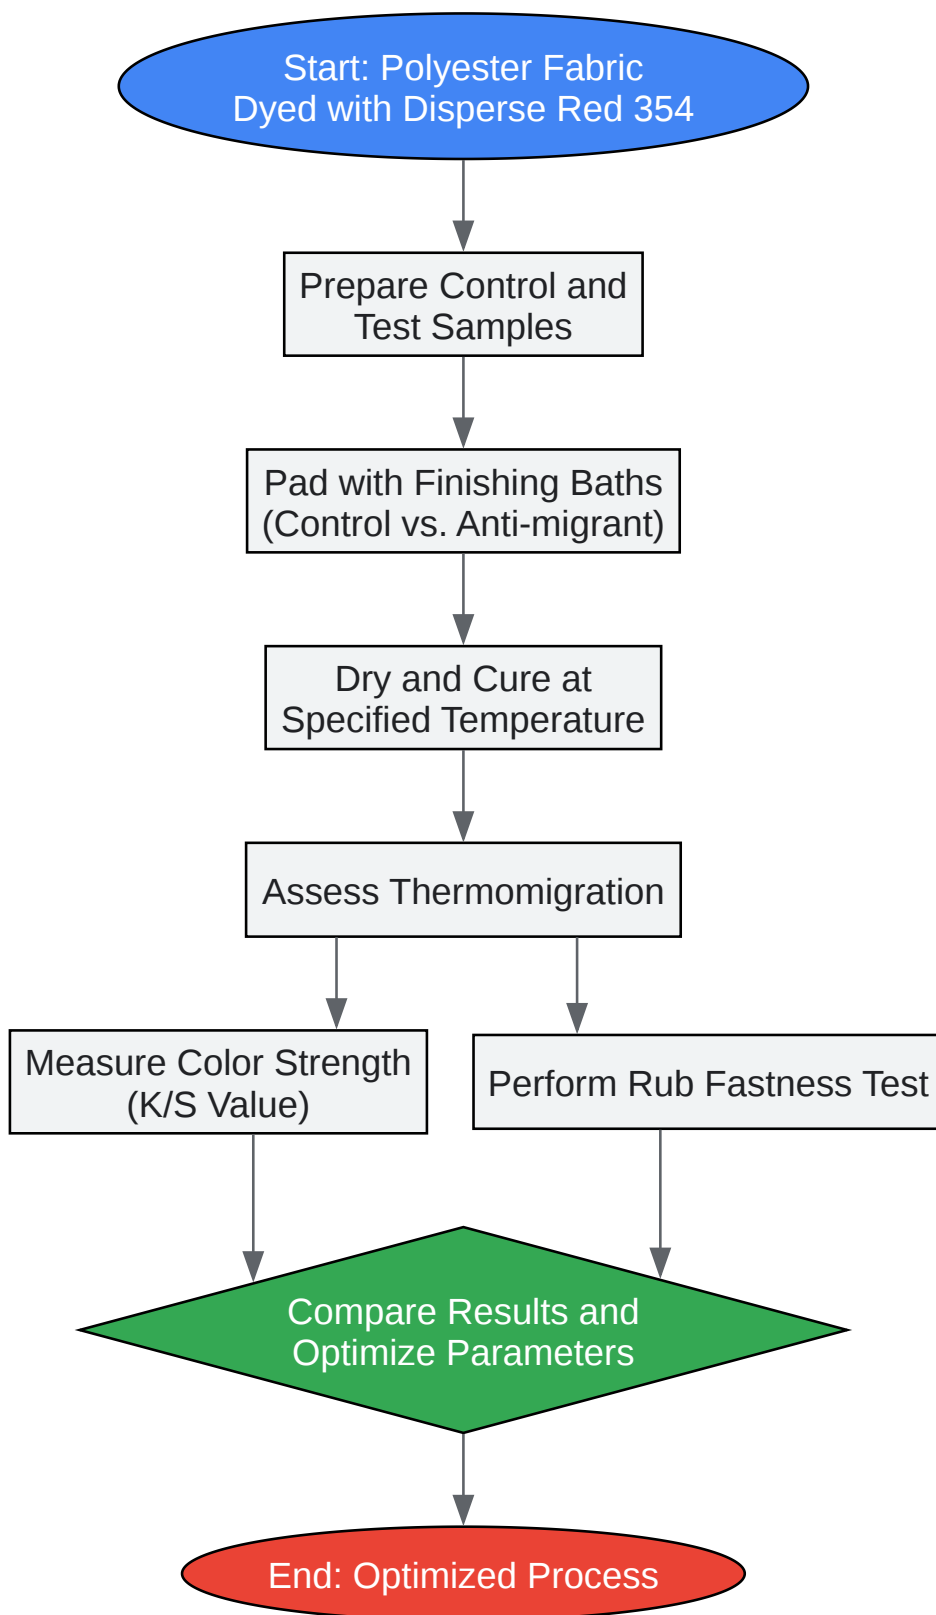 Start: Polyester Fabric
Dyed with Disperse Red 354
Prepare Control and
Test Samples
Pad with Finishing Baths
(Control vs. Anti-migrant)
Dry and Cure at
Specified Temperature
Assess Thermomigration
Measure Color Strength
(K/S Value)
Perform Rub Fastness Test
Compare Results and
Optimize Parameters
End: Optimized Process